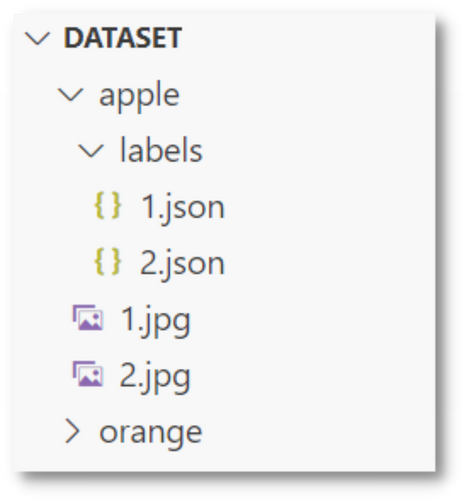 DATASET
apple
labels
{} 1.json
{} 2.json
1.jpg
2.jpg
orange